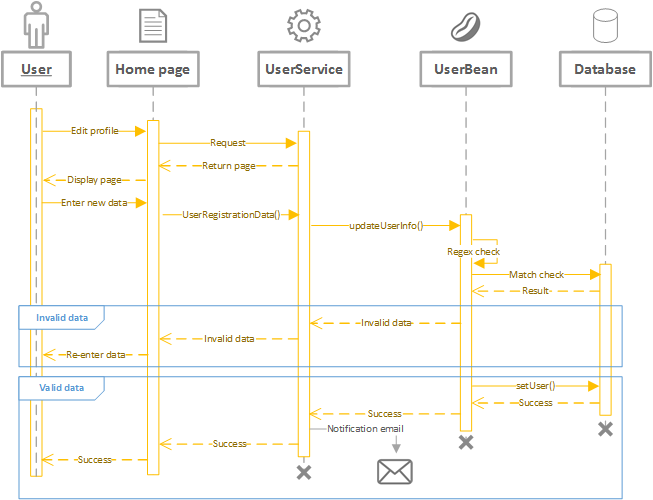 User
Home page
UserService
UserBean
Database
Edit profile
Request
Return page
Display page
Enter new data
UserRegistrationData()
updateUserInfo()
Regex check
Match check
Result
Invalid data
Invalid data
Invalid data
Re-enter data
Valid data
setUser()
Success
Success
Notification email
Success
Success